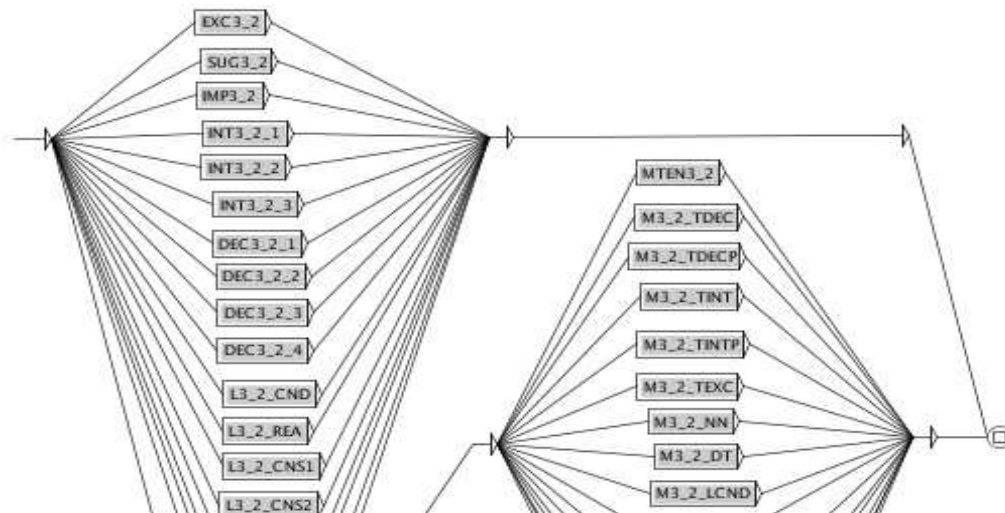 EXC3_2
SUG3_2
IMP3_2
INT3_2_1
INT3_2_2
INT3_2_3
DEC3_2_1
DEC3_2_2
DEC3_2_3
DEC3_2_4
L3_2_CND
L3_2_REA
L3_2_CNS1
L3_2_CNS2
MTEN3_2
M3_2_TDEC
M3_2_TDECP
M3_2_TINT
M3_2_TINTP
M3_2_TEXC
M3_2_NN
M3_2_DT
M3_2_LCND